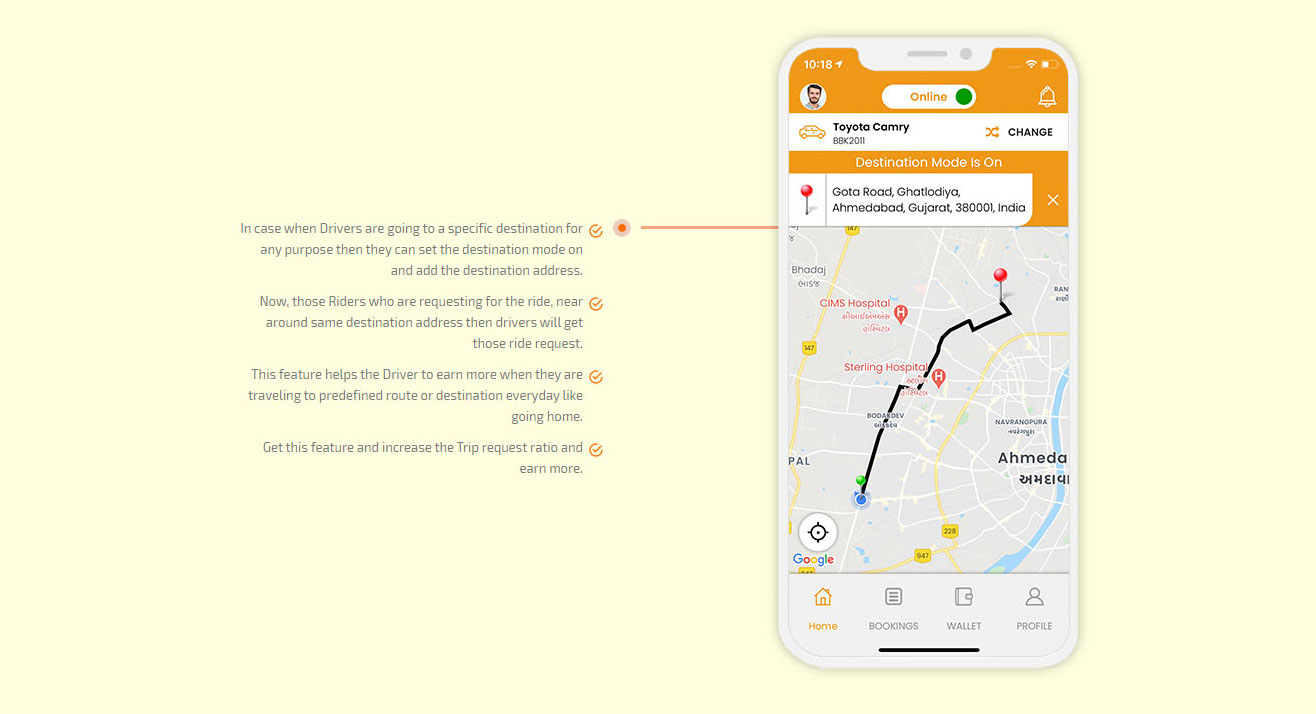 In case when Drivers are going to a specific destination for
any purpose then they can set the destination mode on
and add the destination address.
Now, those Riders who are requesting for the ride, near
around same destination address then drivers will get
those ride request.
This feature helps the Driver to earn more when they are
traveling to predefined route or destination everyday like
going home.
Get this feature and increase the Trip request ratio and
earn more.
10:18
Online
Toyota Camry
BBK2011
CHANGE
Destination Mode Is On
Gota Road, Ghatlodiya,
Ahmedabad, Gujarat, 380001, India
147
Bhadaj
ભાડજ
RAN
CIMS Hospital
H
147
Sterling Hospital
H
BODAKDEV
બોડકદેવ
NAVRANGPURA
નવરંગપુરા
PAL
Ahmeda
અમદાવા
228
947
Google
947
Home
BOOKINGS
WALLET
PROFILE